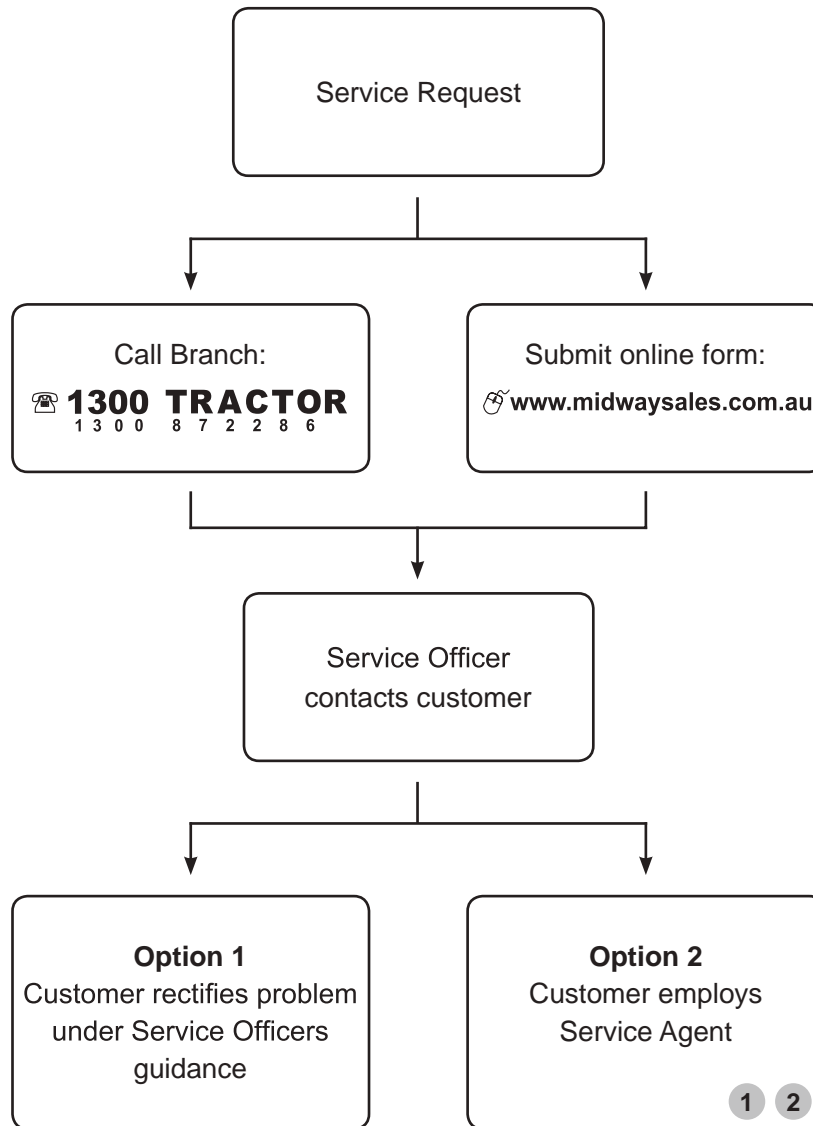 Service Request
Call Branch:
1300 TRACTOR
1 3 0 0 8 7 2 2 8 6
Submit online form:
www.midwaysales.com.au
Service Officer
contacts customer
Option 1
Customer rectifies problem
under Service Officers
guidance
Option 2
Customer employs
Service Agent
1 2